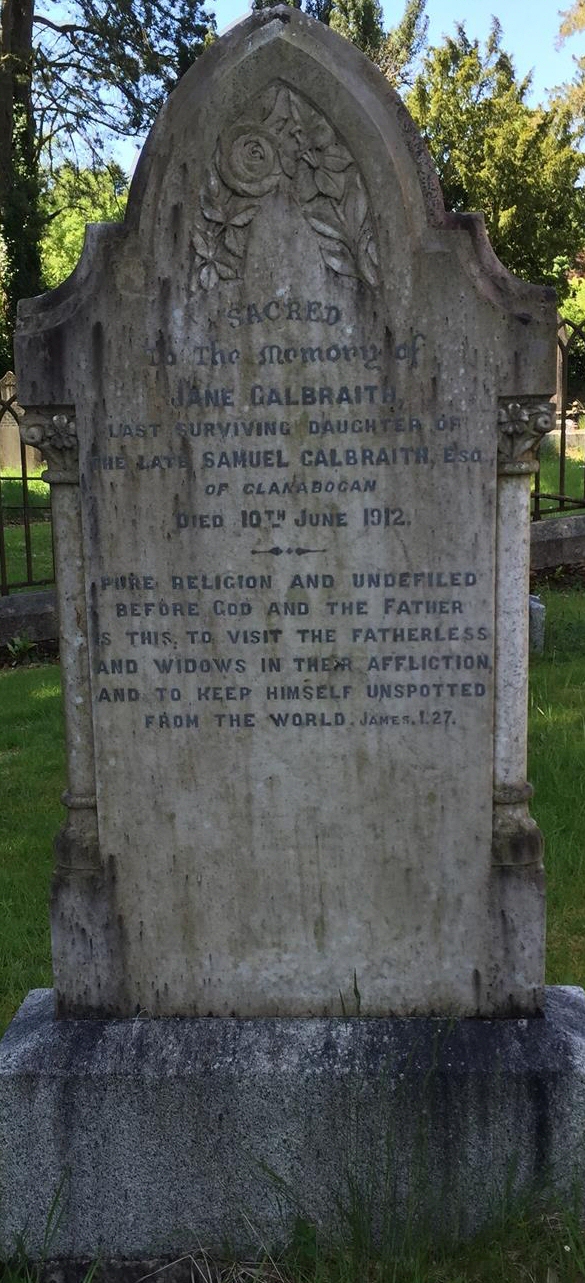 SACRED
To The Memory of
JANE GALBRAITH,
LAST SURVIVING DAUGHTER OF
THE LATE SAMUEL GALBRAITH, ESQ.
OF CLANABOGAN
DIED 10TH JUNE 1912.
PURE RELIGION AND UNDEFILED
BEFORE GOD AND THE FATHER
IS THIS, TO VISIT THE FATHERLESS
AND WIDOWS IN THEIR AFFLICTION,
AND TO KEEP HIMSELF UNSPOTTED
FROM THE WORLD. JAMES. I. 27.